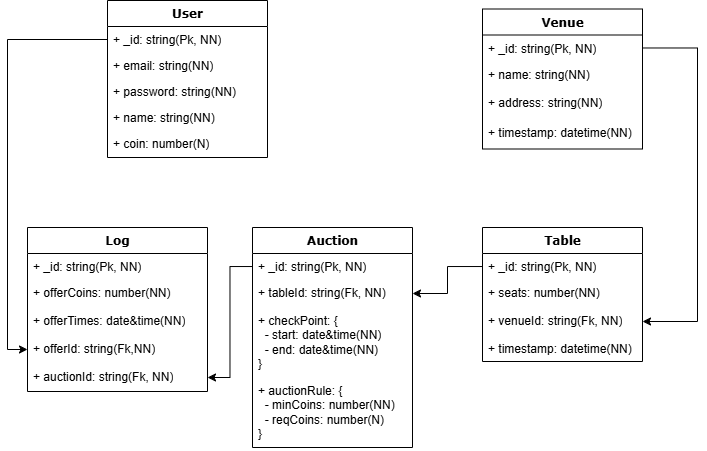 User
+ _id: string(Pk, NN)
+ email: string(NN)
+ password: string(NN)
+ name: string(NN)
+ coin: number(N)
Venue
+ _id: string(Pk, NN)
+ name: string(NN)
+ address: string(NN)
+ timestamp: datetime(NN)
Log
+ _id: string(Pk, NN)
+ offerCoins: number(NN)
+ offerTimes: date&time(NN)
+ offerId: string(Fk,NN)
+ auctionId: string(Fk, NN)
Auction
+ _id: string(Pk, NN)
+ tableId: string(Fk, NN)
+ checkPoint: {
- start: date&time(NN)
- end: date&time(NN)
}
+ auctionRule: {
- minCoins: number(NN)
- reqCoins: number(N)
}
Table
+ _id: string(Pk, NN)
+ seats: number(NN)
+ venueId: string(Fk, NN)
+ timestamp: datetime(NN)